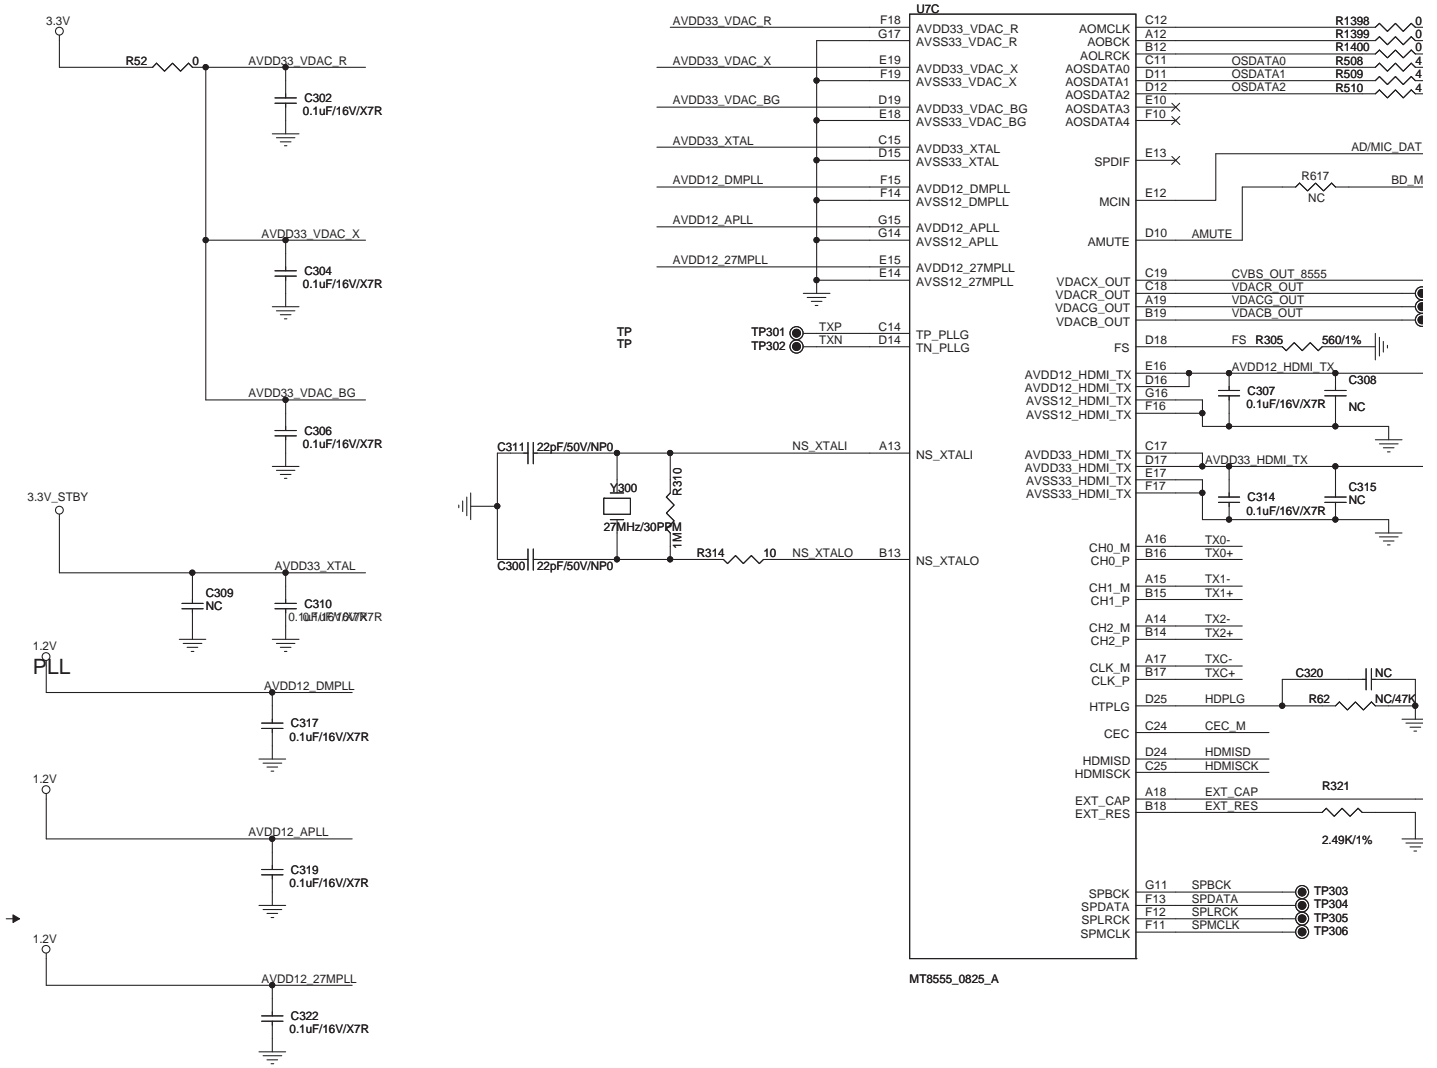 3.3V
R52 0 AVDD33_VDAC_R
C302
0.1uF/16V/X7R
AVDD33_VDAC_X
C304
0.1uF/16V/X7R
AVDD33_VDAC_BG
C306
0.1uF/16V/X7R
3.3V_STBY
AVDD33_XTAL
C309
NC
C310
1.2V
PLL
AVDD12_DMPLL
C317
0.1uF/16V/X7R
1.2V
AVDD12_APLL
C319
0.1uF/16V/X7R
1.2V
AVDD12_27MPLL
C322
0.1uF/16V/X7R
C311 22pF/50V/NP0
Y300
27MHz/30PPM
R310
1M
C300 22pF/50V/NP0
R314 10
NS_XTALI A13 NS_XTALI
NS_XTALO B13 NS_XTALO
U7C
AVDD33_VDAC_R F18 AVDD33_VDAC_R
G17 AVSS33_VDAC_R
AVDD33_VDAC_X E19 AVDD33_VDAC_X
F19 AVSS33_VDAC_X
AVDD33_VDAC_BG D19 AVDD33_VDAC_BG
E18 AVSS33_VDAC_BG
AVDD33_XTAL C15 AVDD33_XTAL
D15 AVSS33_XTAL
AVDD12_DMPLL F15 AVDD12_DMPLL
F14 AVSS12_DMPLL
AVDD12_APLL G15 AVDD12_APLL
G14 AVSS12_APLL
AVDD12_27MPLL E15 AVDD12_27MPLL
E14 AVSS12_27MPLL
TP TP301 TXP C14 TP_PLLG
TP TP302 TXN D14 TN_PLLG
AOMCLK C12 R1398 0
AOBCK A12 R1399 0
AOLRCK B12 R1400 0
AOSDATA0 C11 OSDATA0 R508 4
AOSDATA1 D11 OSDATA1 R509 4
AOSDATA2 D12 OSDATA2 R510 4
AOSDATA3 E10
AOSDATA4 F10
SPDIF E13
AD/MIC_DAT
MCIN E12
R617
NC
BD_M
AMUTE D10 AMUTE
VDACX_OUT C19 CVBS_OUT_8555
VDACR_OUT C18 VDACR_OUT
VDACG_OUT A19 VDACG_OUT
VDACB_OUT B19 VDACB_OUT
FS D18 FS R305 560/1%
AVDD12_HDMI_TX E16 AVDD12_HDMI_TX
AVDD12_HDMI_TX D16
AVSS12_HDMI_TX G16
AVSS12_HDMI_TX F16
C307
0.1uF/16V/X7R
C308
NC
AVDD33_HDMI_TX C17
AVDD33_HDMI_TX D17 AVDD33_HDMI_TX
AVSS33_HDMI_TX E17
AVSS33_HDMI_TX F17
C314
0.1uF/16V/X7R
C315
NC
CH0_M A16 TX0-
CH0_P B16 TX0+
CH1_M A15 TX1-
CH1_P B15 TX1+
CH2_M A14 TX2-
CH2_P B14 TX2+
CLK_M A17 TXC-
CLK_P B17 TXC+
C320 NC
HTPLG D25 HDPLG R62 NC/47K
CEC C24 CEC_M
HDMISD D24 HDMISD
HDMISCK C25 HDMISCK
R321
EXT_CAP A18 EXT_CAP
EXT_RES B18 EXT_RES
2.49K/1%
SPBCK G11 SPBCK TP303
SPDATA F13 SPDATA TP304
SPLRCK F12 SPLRCK TP305
SPMCLK F11 SPMCLK TP306
MT8555_0825_A